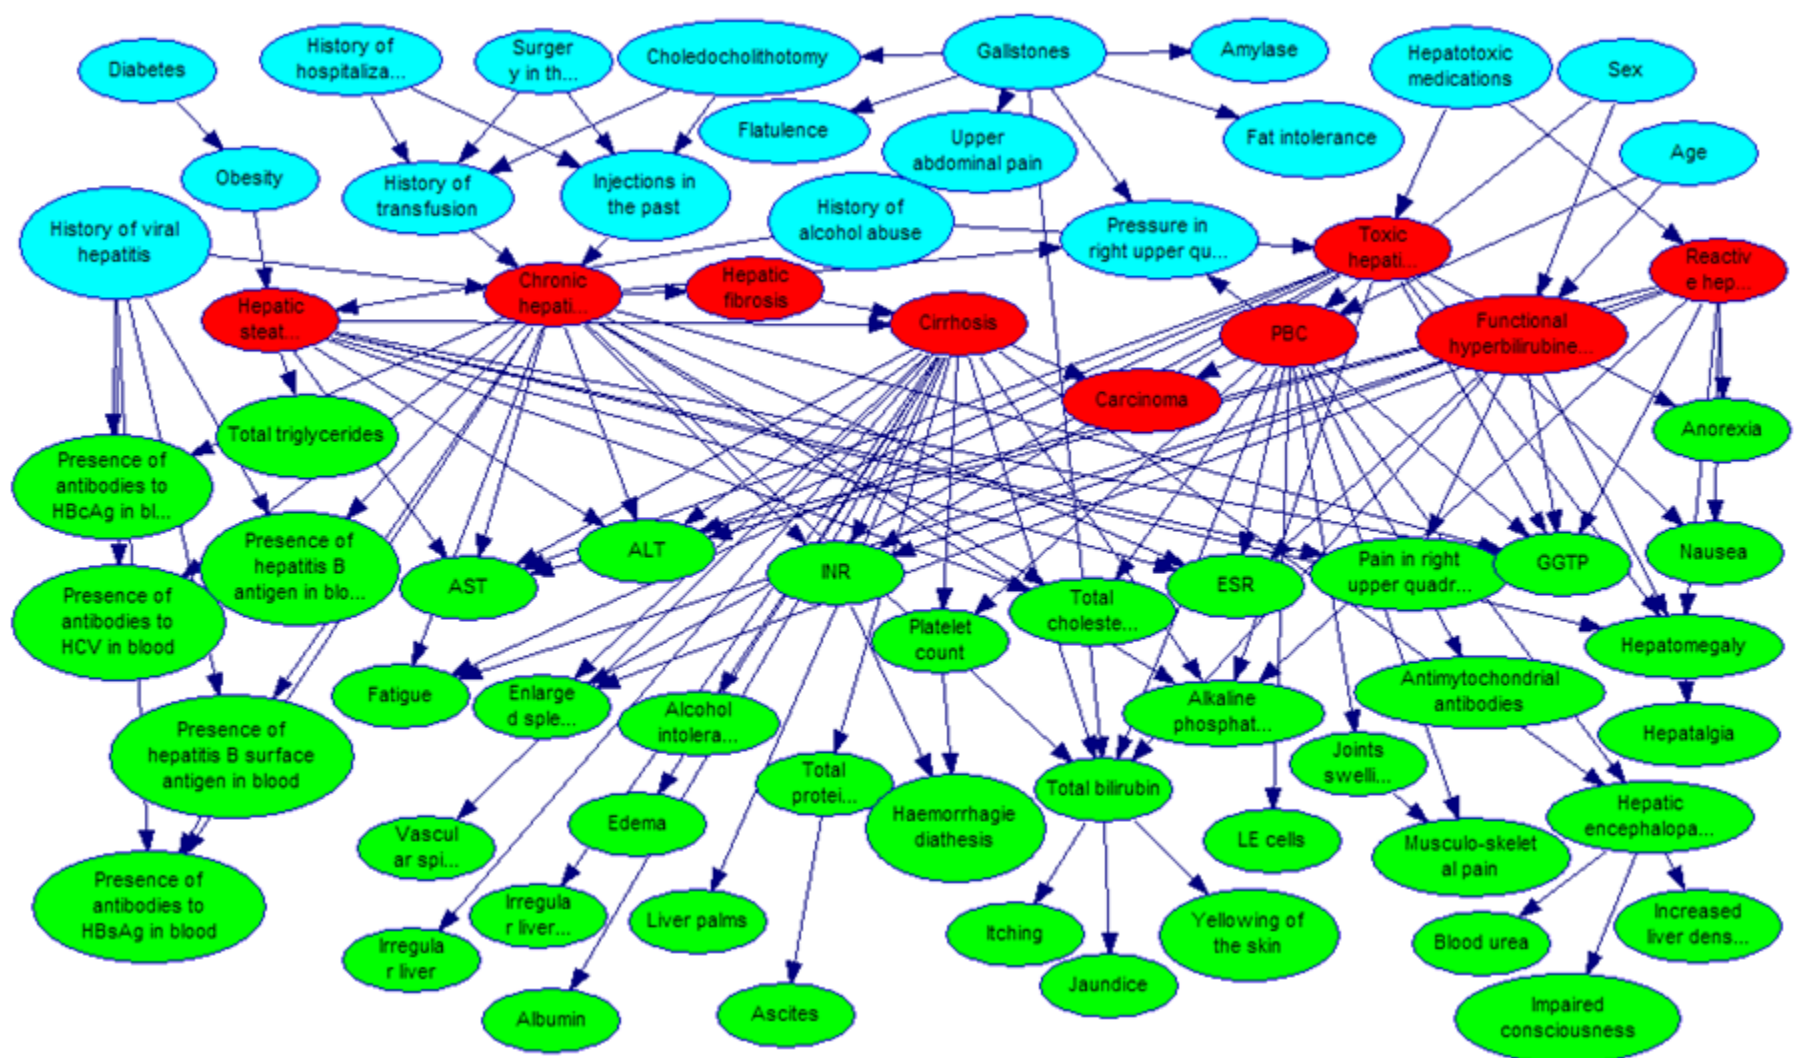 Diabetes
History of
hospitaliza...
Surger
y in th...
Choledocholithotomy
Gallstones
Amylase
Hepatotoxic
medications
Sex
Flatulence
Upper
abdominal pain
Fat intolerance
Age
Obesity
History of
transfusion
Injections in
the past
History of
alcohol abuse
Pressure in
right upper qu...
History of viral
hepatitis
Toxic
hepati...
Reactiv
e hep...
Hepatic
steat...
Chronic
hepati...
Hepatic
fibrosis
Cirrhosis
PBC
Functional
hyperbilirubine...
Carcinoma
Total triglycerides
Anorexia
Presence of
antibodies to
HBcAg in bl...
Presence of
hepatitis B
antigen in blo...
AST
ALT
INR
Total
choleste...
ESR
Pain in right
upper quadr...
GGTP
Nausea
Presence of
antibodies to
HCV in blood
Platelet
count
Hepatomegaly
Fatigue
Enlarge
d sple...
Alcohol
intolera...
Alkaline
phosphat...
Antimytochondrial
antibodies
Hepatalgia
Presence of
hepatitis B surface
antigen in blood
Total
protei...
Total bilirubin
Joints
swelli...
Vascul
ar spi...
Edema
Haemorrhagie
diathesis
LE cells
Musculo-skelet
al pain
Hepatic
encephalopa...
Presence of
antibodies to
HBsAg in blood
Irregula
r liver...
Liver palms
Itching
Yellowing of
the skin
Blood urea
Increased
liver dens...
Irregula
r liver
Jaundice
Albumin
Ascites
Impaired
consciousness